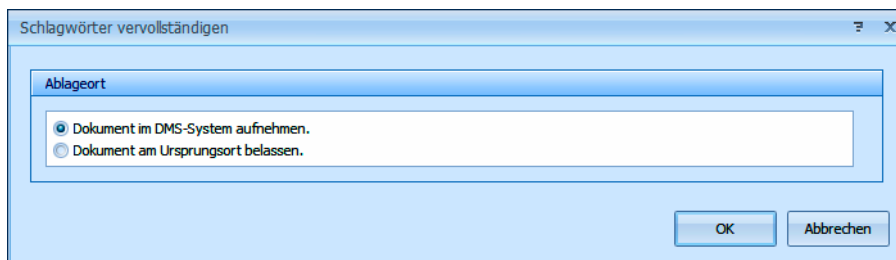 Schlagwörter vervollständigen ? X
Ablageort
Dokument im DMS-System aufnehmen.
Dokument am Ursprungsort belassen.
OK Abbrechen